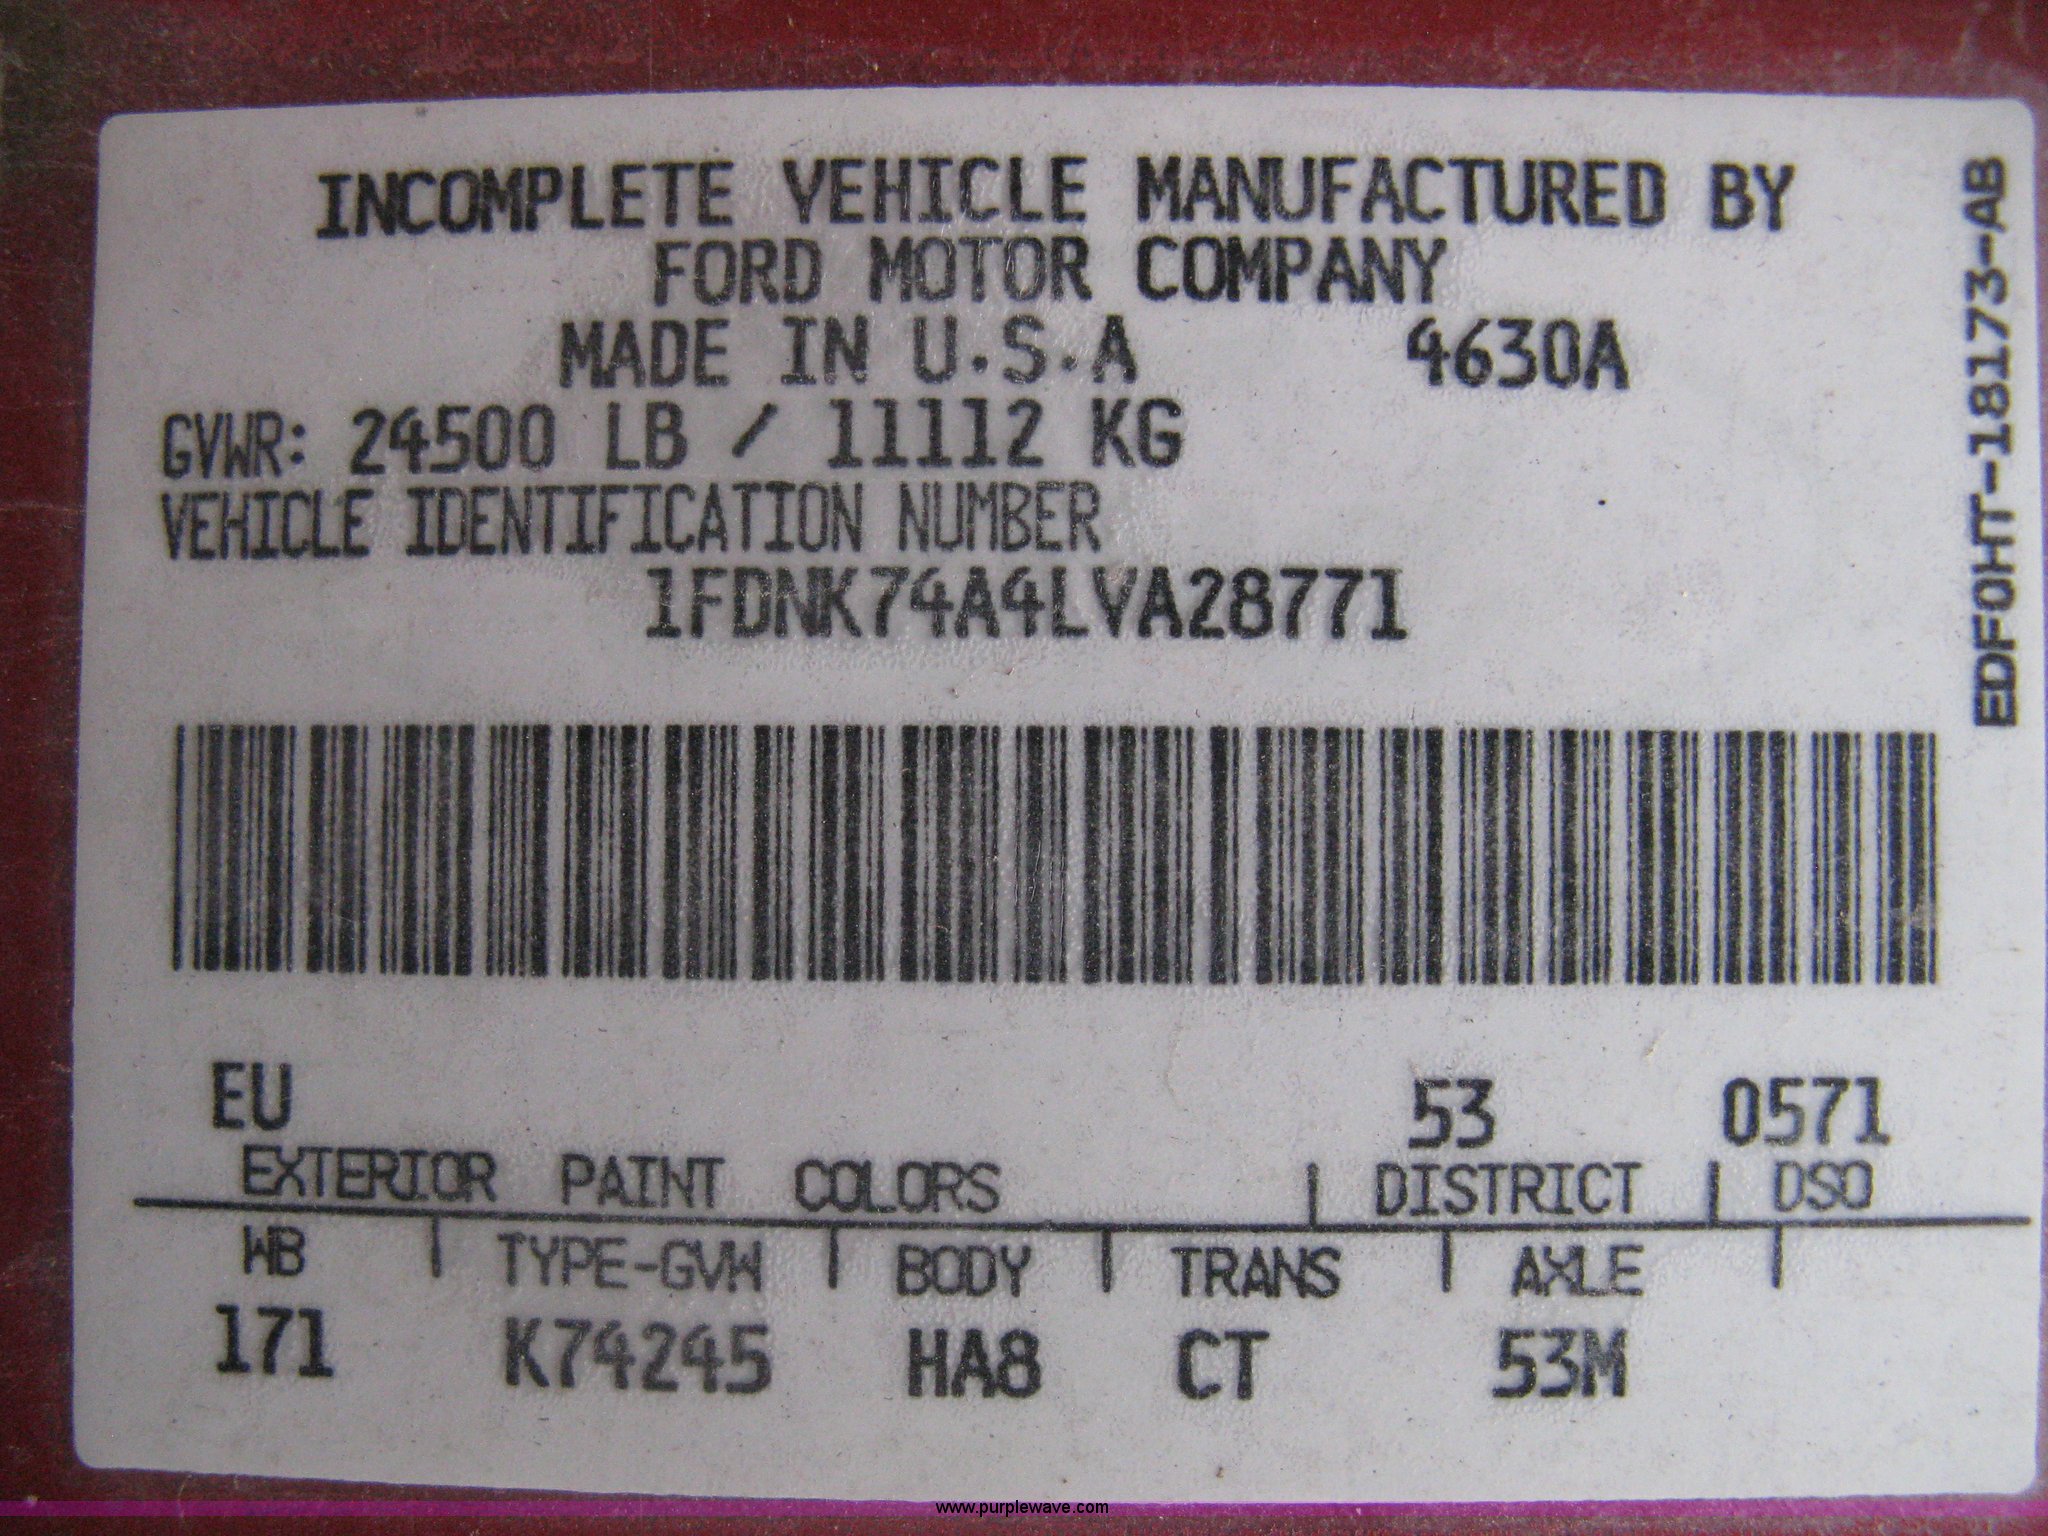 INCOMPLETE VEHICLE MANUFACTURED BY
FORD MOTOR COMPANY
MADE IN U.S.A 4630A
GVWR: 24500 LB / 11112 KG
VEHICLE IDENTIFICATION NUMBER
1FDNK74A4LVA28771
EDF0HT-18173-AB
EU 53 0571
EXTERIOR PAINT COLORS DISTRICT DSO
WB TYPE-GVW BODY TRANS AXLE
171 K74245 HA8 CT 53M
www.purplewave.com